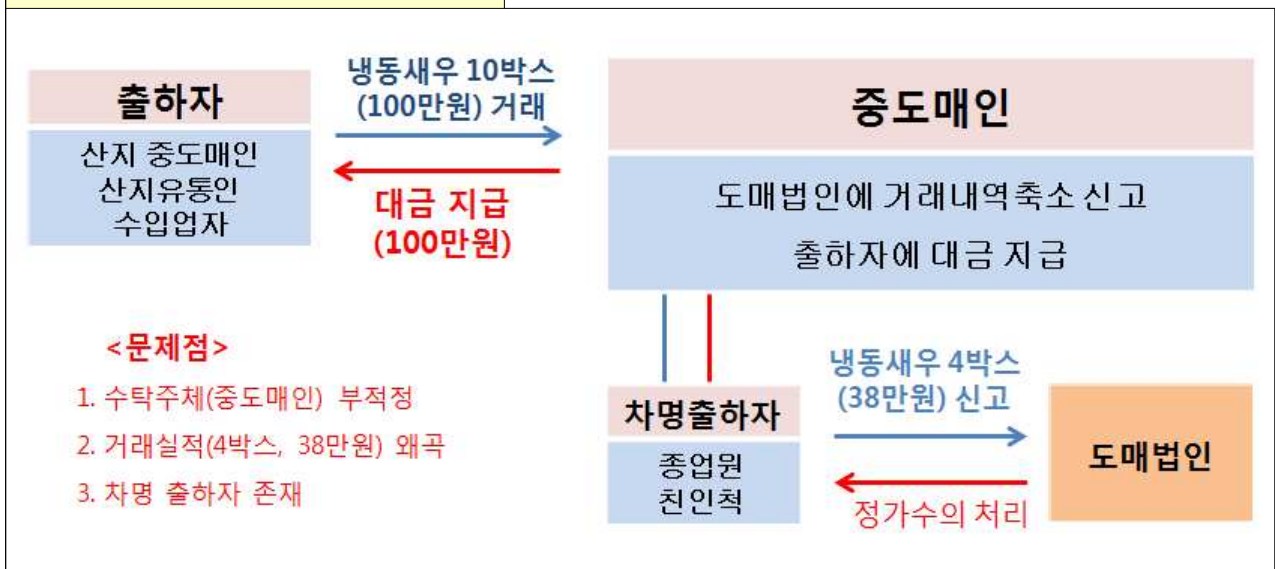 출하자
산지 중도매인
산지유통인
수입업자
냉동새우 10박스
(100만원) 거래
대금 지급
(100만원)
중도매인
도매법인에 거래내역축소 신고
출하자에 대금 지급
<문제점>
1. 수탁주체(중도매인) 부적정
2. 거래실적(4박스, 38만원) 왜곡
3. 차명 출하자 존재
차명출하자
종업원
친인척
냉동새우 4박스
(38만원) 신고
정가수의 처리
도매법인